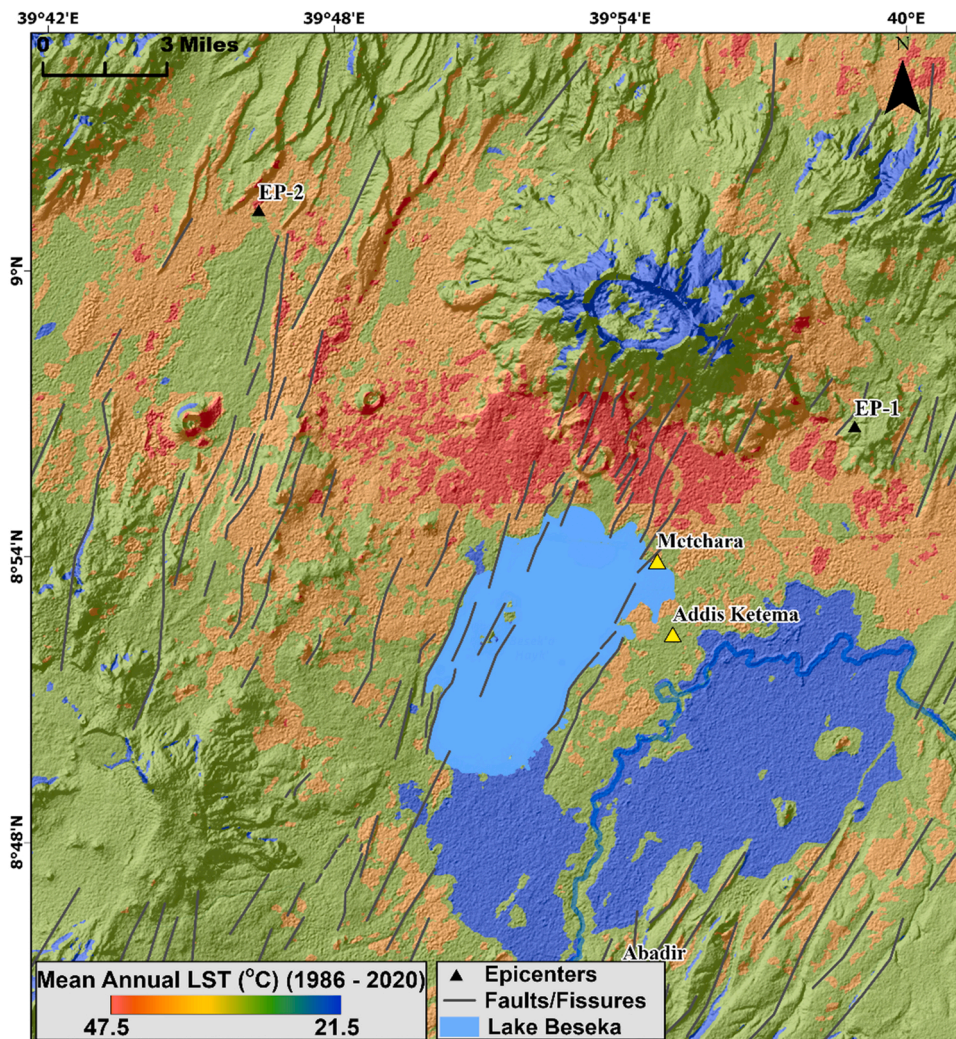 39°42'E 39°48'E 39°54'E 40°E
0 3 Miles
N
EP-2
9°N
EP-1
8°54'N
Metchara
Addis Ketema
8°48'N
Abadir
Mean Annual LST (°C) (1986 - 2020)
47.5 21.5
Epicenters
Faults/Fissures
Lake Beseka